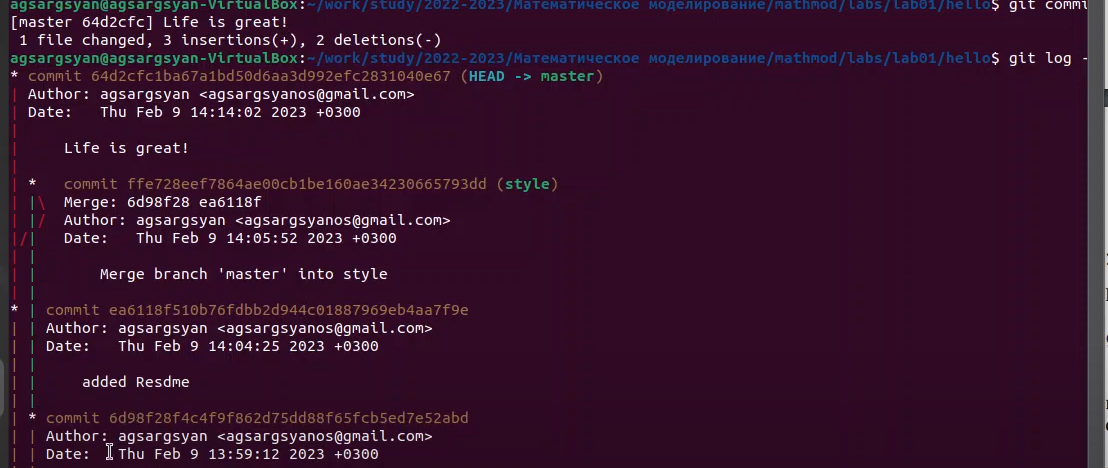 agsargsyan@agsargsyan-VirtualBox:~/work/study/2022-2023/Математическое моделирование/mathmod/labs/lab01/hello$ git commi
[master 64d2cfc] Life is great!
 1 file changed, 3 insertions(+), 2 deletions(-)
agsargsyan@agsargsyan-VirtualBox:~/work/study/2022-2023/Математическое моделирование/mathmod/labs/lab01/hello$ git log -
* commit 64d2cfc1ba67a1bd50d6aa3d992efc2831040e67 (HEAD -> master)
| Author: agsargsyan <agsargsyanos@gmail.com>
| Date:   Thu Feb 9 14:14:02 2023 +0300
|
|     Life is great!
|
| *   commit ffe728eef7864ae00cb1be160ae34230665793dd (style)
| |\  Merge: 6d98f28 ea6118f
| |/  Author: agsargsyan <agsargsyanos@gmail.com>
|/|   Date:   Thu Feb 9 14:05:52 2023 +0300
| |
| |       Merge branch 'master' into style
| |
* | commit ea6118f510b76fdbb2d944c01887969eb4aa7f9e
| | Author: agsargsyan <agsargsyanos@gmail.com>
| | Date:   Thu Feb 9 14:04:25 2023 +0300
| |
| |     added Resdme
| |
| * commit 6d98f28f4c4f9f862d75dd88f65fcb5ed7e52abd
| | Author: agsargsyan <agsargsyanos@gmail.com>
| | Date:   Thu Feb 9 13:59:12 2023 +0300